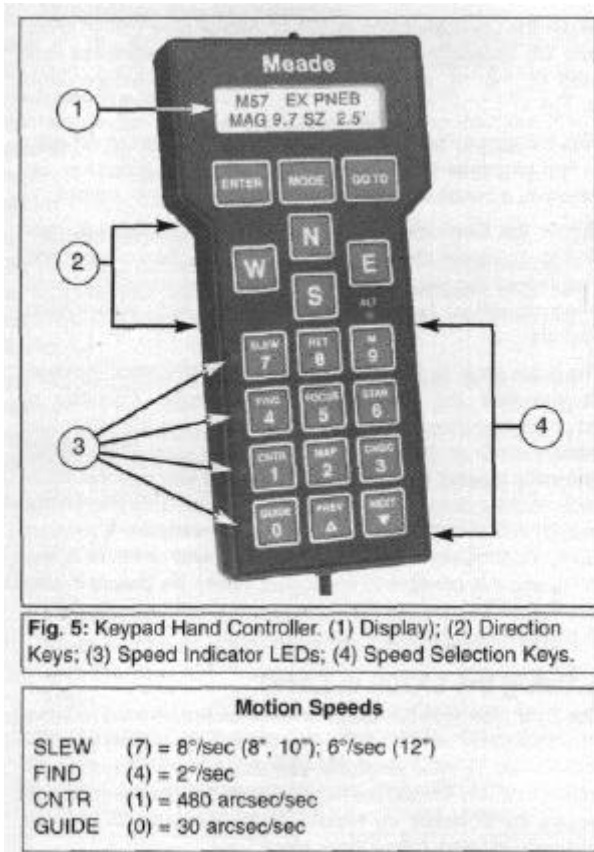 Meade
M57 EX PNEB
MAG 9.7 SZ 2.5'
1
ENTER MODE GO TO
N
W E
2
S
ALT
SLEW RET M
7 8 9
FIND FOCUS STAR
4 5 6
3 4
CNTR MAP CNGC
1 2 3
GUIDE PREV NEXT
0
Fig. 5: Keypad Hand Controller. (1) Display); (2) Direction
Keys; (3) Speed Indicator LEDs; (4) Speed Selection Keys.
Motion Speeds
SLEW (7) = 8°/sec (8", 10"); 6°/sec (12")
FIND (4) = 2°/sec
CNTR (1) = 480 arcsec/sec
GUIDE (0) = 30 arcsec/sec